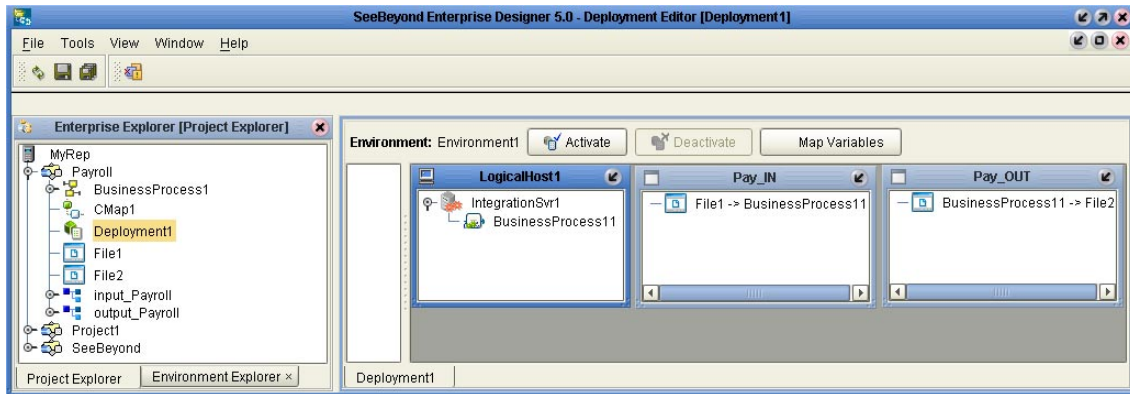 SeeBeyond Enterprise Designer 5.0 - Deployment Editor [Deployment1]
File Tools View Window Help
Enterprise Explorer [Project Explorer]
MyRep
Payroll
BusinessProcess1
CMap1
Deployment1
File1
File2
input_Payroll
output_Payroll
Project1
SeeBeyond
Project Explorer
Environment Explorer ×
Environment: Environment1
Activate
Deactivate
Map Variables
LogicalHost1
IntegrationSvr1
BusinessProcess11
Pay_IN
File1 -> BusinessProcess11
Pay_OUT
BusinessProcess11 -> File2
Deployment1